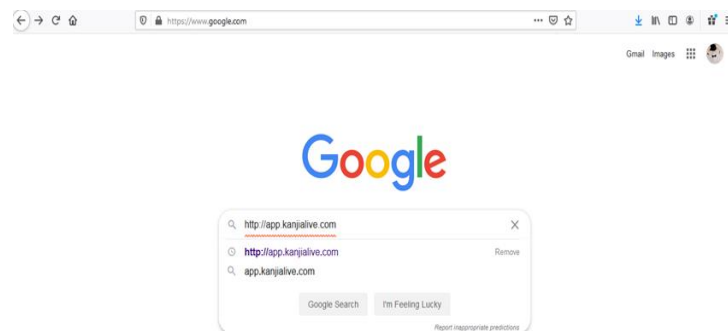 https://www.google.com
Gmail Images
Google
http://app.kanjialive.com
http://app.kanjialive.com Remove
app.kanjialive.com
Google Search I'm Feeling Lucky
Report inappropriate predictions